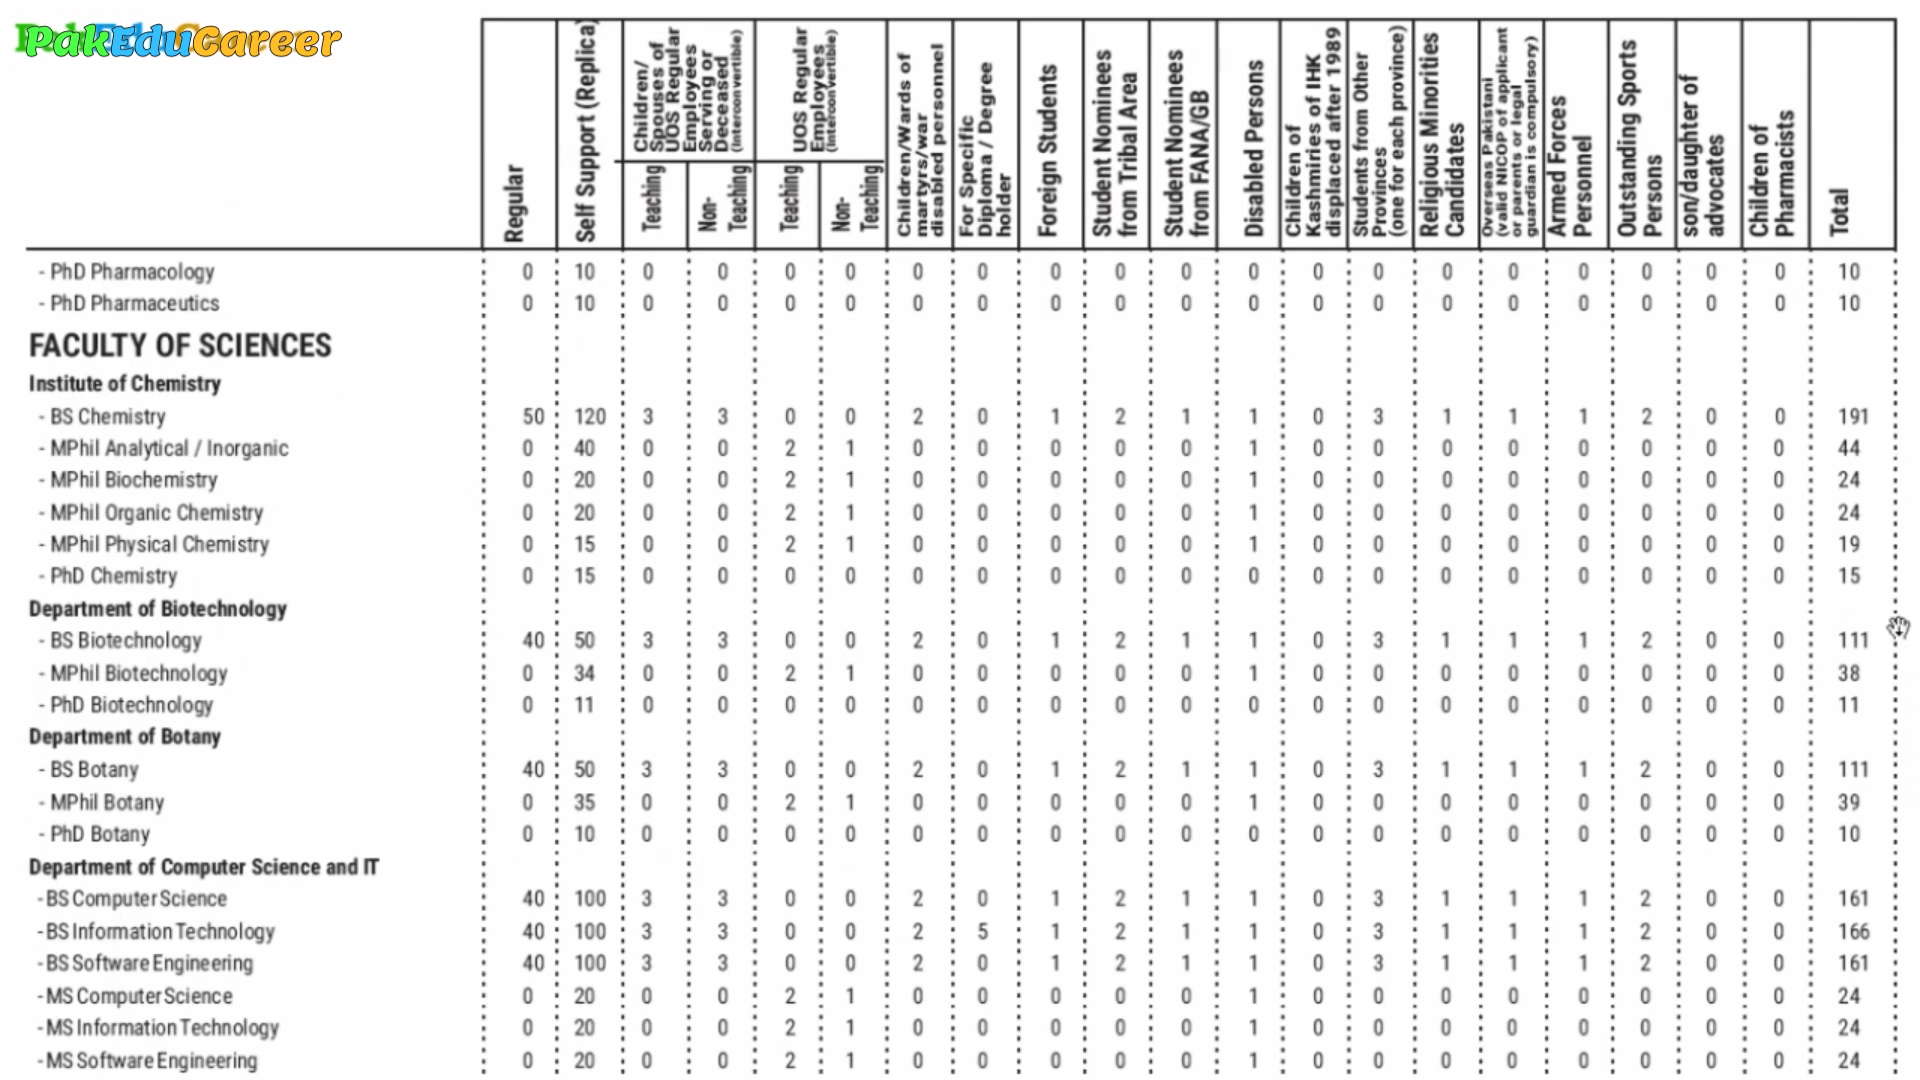 PakEduCareer
Regular
Self Support (Replica)
Children/
Spouses of
UOS Regular
Employees
Serving or
Deceased
(Interconvertible)
Teaching
Non-
Teaching
UOS Regular
Employees
(Interconvertible)
Teaching
Non-
Teaching
Children/Wards of
martyrs/war
disabled personnel
For Specific
Diploma / Degree
holder
Foreign Students
Student Nominees
from Tribal Area
Student Nominees
from FANA/GB
Disabled Persons
Children of
Kashmiries of IHK
displaced after 1989
Students from Other
Provinces
(one for each province)
Religious Minorities
Candidates
Overseas Pakistani
(valid NICOP of applicant
or parents or legal
guardian is compulsory)
Armed Forces
Personnel
Outstanding Sports
Persons
son/daughter of
advocates
Children of
Pharmacists
Total
- PhD Pharmacology 0 10 0 0 0 0 0 0 0 0 0 0 0 0 0 0 0 0 0 0 10
- PhD Pharmaceutics 0 10 0 0 0 0 0 0 0 0 0 0 0 0 0 0 0 0 0 0 10
FACULTY OF SCIENCES
Institute of Chemistry
- BS Chemistry 50 120 3 3 0 0 2 0 1 2 1 1 0 3 1 1 1 2 0 0 191
- MPhil Analytical / Inorganic 0 40 0 0 2 1 0 0 0 0 0 1 0 0 0 0 0 0 0 0 44
- MPhil Biochemistry 0 20 0 0 2 1 0 0 0 0 0 1 0 0 0 0 0 0 0 0 24
- MPhil Organic Chemistry 0 20 0 0 2 1 0 0 0 0 0 1 0 0 0 0 0 0 0 0 24
- MPhil Physical Chemistry 0 15 0 0 2 1 0 0 0 0 0 1 0 0 0 0 0 0 0 0 19
- PhD Chemistry 0 15 0 0 0 0 0 0 0 0 0 0 0 0 0 0 0 0 0 0 15
Department of Biotechnology
- BS Biotechnology 40 50 3 3 0 0 2 0 1 2 1 1 0 3 1 1 1 2 0 0 111
- MPhil Biotechnology 0 34 0 0 2 1 0 0 0 0 0 1 0 0 0 0 0 0 0 0 38
- PhD Biotechnology 0 11 0 0 0 0 0 0 0 0 0 0 0 0 0 0 0 0 0 0 11
Department of Botany
- BS Botany 40 50 3 3 0 0 2 0 1 2 1 1 0 3 1 1 1 2 0 0 111
- MPhil Botany 0 35 0 0 2 1 0 0 0 0 0 1 0 0 0 0 0 0 0 0 39
- PhD Botany 0 10 0 0 0 0 0 0 0 0 0 0 0 0 0 0 0 0 0 0 10
Department of Computer Science and IT
- BS Computer Science 40 100 3 3 0 0 2 0 1 2 1 1 0 3 1 1 1 2 0 0 161
- BS Information Technology 40 100 3 3 0 0 2 5 1 2 1 1 0 3 1 1 1 2 0 0 166
- BS Software Engineering 40 100 3 3 0 0 2 0 1 2 1 1 0 3 1 1 1 2 0 0 161
- MS Computer Science 0 20 0 0 2 1 0 0 0 0 0 1 0 0 0 0 0 0 0 0 24
- MS Information Technology 0 20 0 0 2 1 0 0 0 0 0 1 0 0 0 0 0 0 0 0 24
- MS Software Engineering 0 20 0 0 2 1 0 0 0 0 0 1 0 0 0 0 0 0 0 0 24